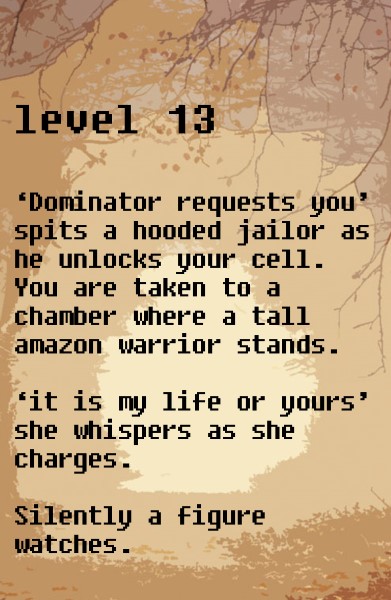 level 13
‘Dominator requests you’
spits a hooded jailor as
he unlocks your cell.
You are taken to a
chamber where a tall
amazon warrior stands.
‘it is my life or yours’
she whispers as she
charges.
Silently a figure
watches.